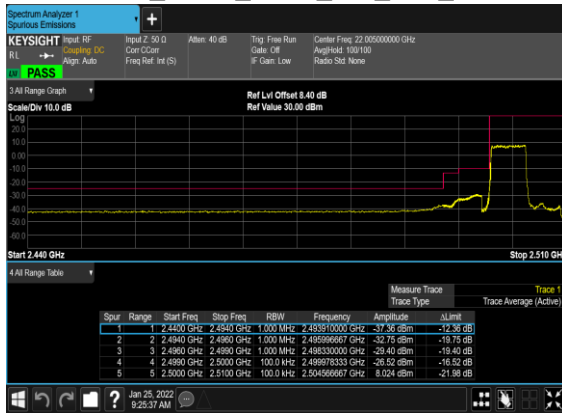 Spectrum Analyzer 1
Spurious Emissions
KEYSIGHT Input: RF Input Z: 50 Ω Atten: 40 dB Trig: Free Run Center Freq: 22.005000000 GHz
RL Coupling: DC Corr CCorr Gate: Off Avg|Hold: 100/100
Align: Auto Freq Ref: Int (S) IF Gain: Low Radio Std: None
PASS
3 All Range Graph
Ref Lvl Offset 8.40 dB
Scale/Div 10.0 dB Ref Value 30.00 dBm
Log
20.0
10.0
0.00
-10.0
-20.0
-30.0
-40.0
-50.0
-60.0
Start 2.440 GHz Stop 2.510 GHz
4 All Range Table
Measure Trace Trace 1
Trace Type Trace Average (Active)
Spur Range Start Freq Stop Freq RBW Frequency Amplitude ΔLimit
1 1 2.4400 GHz 2.4940 GHz 1.000 MHz 2.493910000 GHz -37.36 dBm -12.36 dB
2 2 2.4940 GHz 2.4960 GHz 1.000 MHz 2.495996667 GHz -32.75 dBm -19.75 dB
3 3 2.4960 GHz 2.4990 GHz 1.000 MHz 2.498330000 GHz -29.40 dBm -19.40 dB
4 4 2.4990 GHz 2.5000 GHz 100.0 kHz 2.499978333 GHz -26.52 dBm -16.52 dB
5 5 2.5000 GHz 2.5100 GHz 100.0 kHz 2.504566667 GHz 8.024 dBm -21.98 dB
Jan 25, 2022
9:25:37 AM